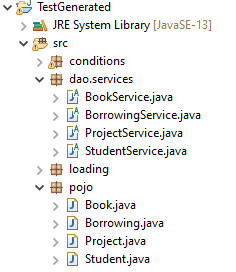 TestGenerated
JRE System Library [JavaSE-13]
src
conditions
dao.services
BookService.java
BorrowingService.java
ProjectService.java
StudentService.java
loading
pojo
Book.java
Borrowing.java
Project.java
Student.java